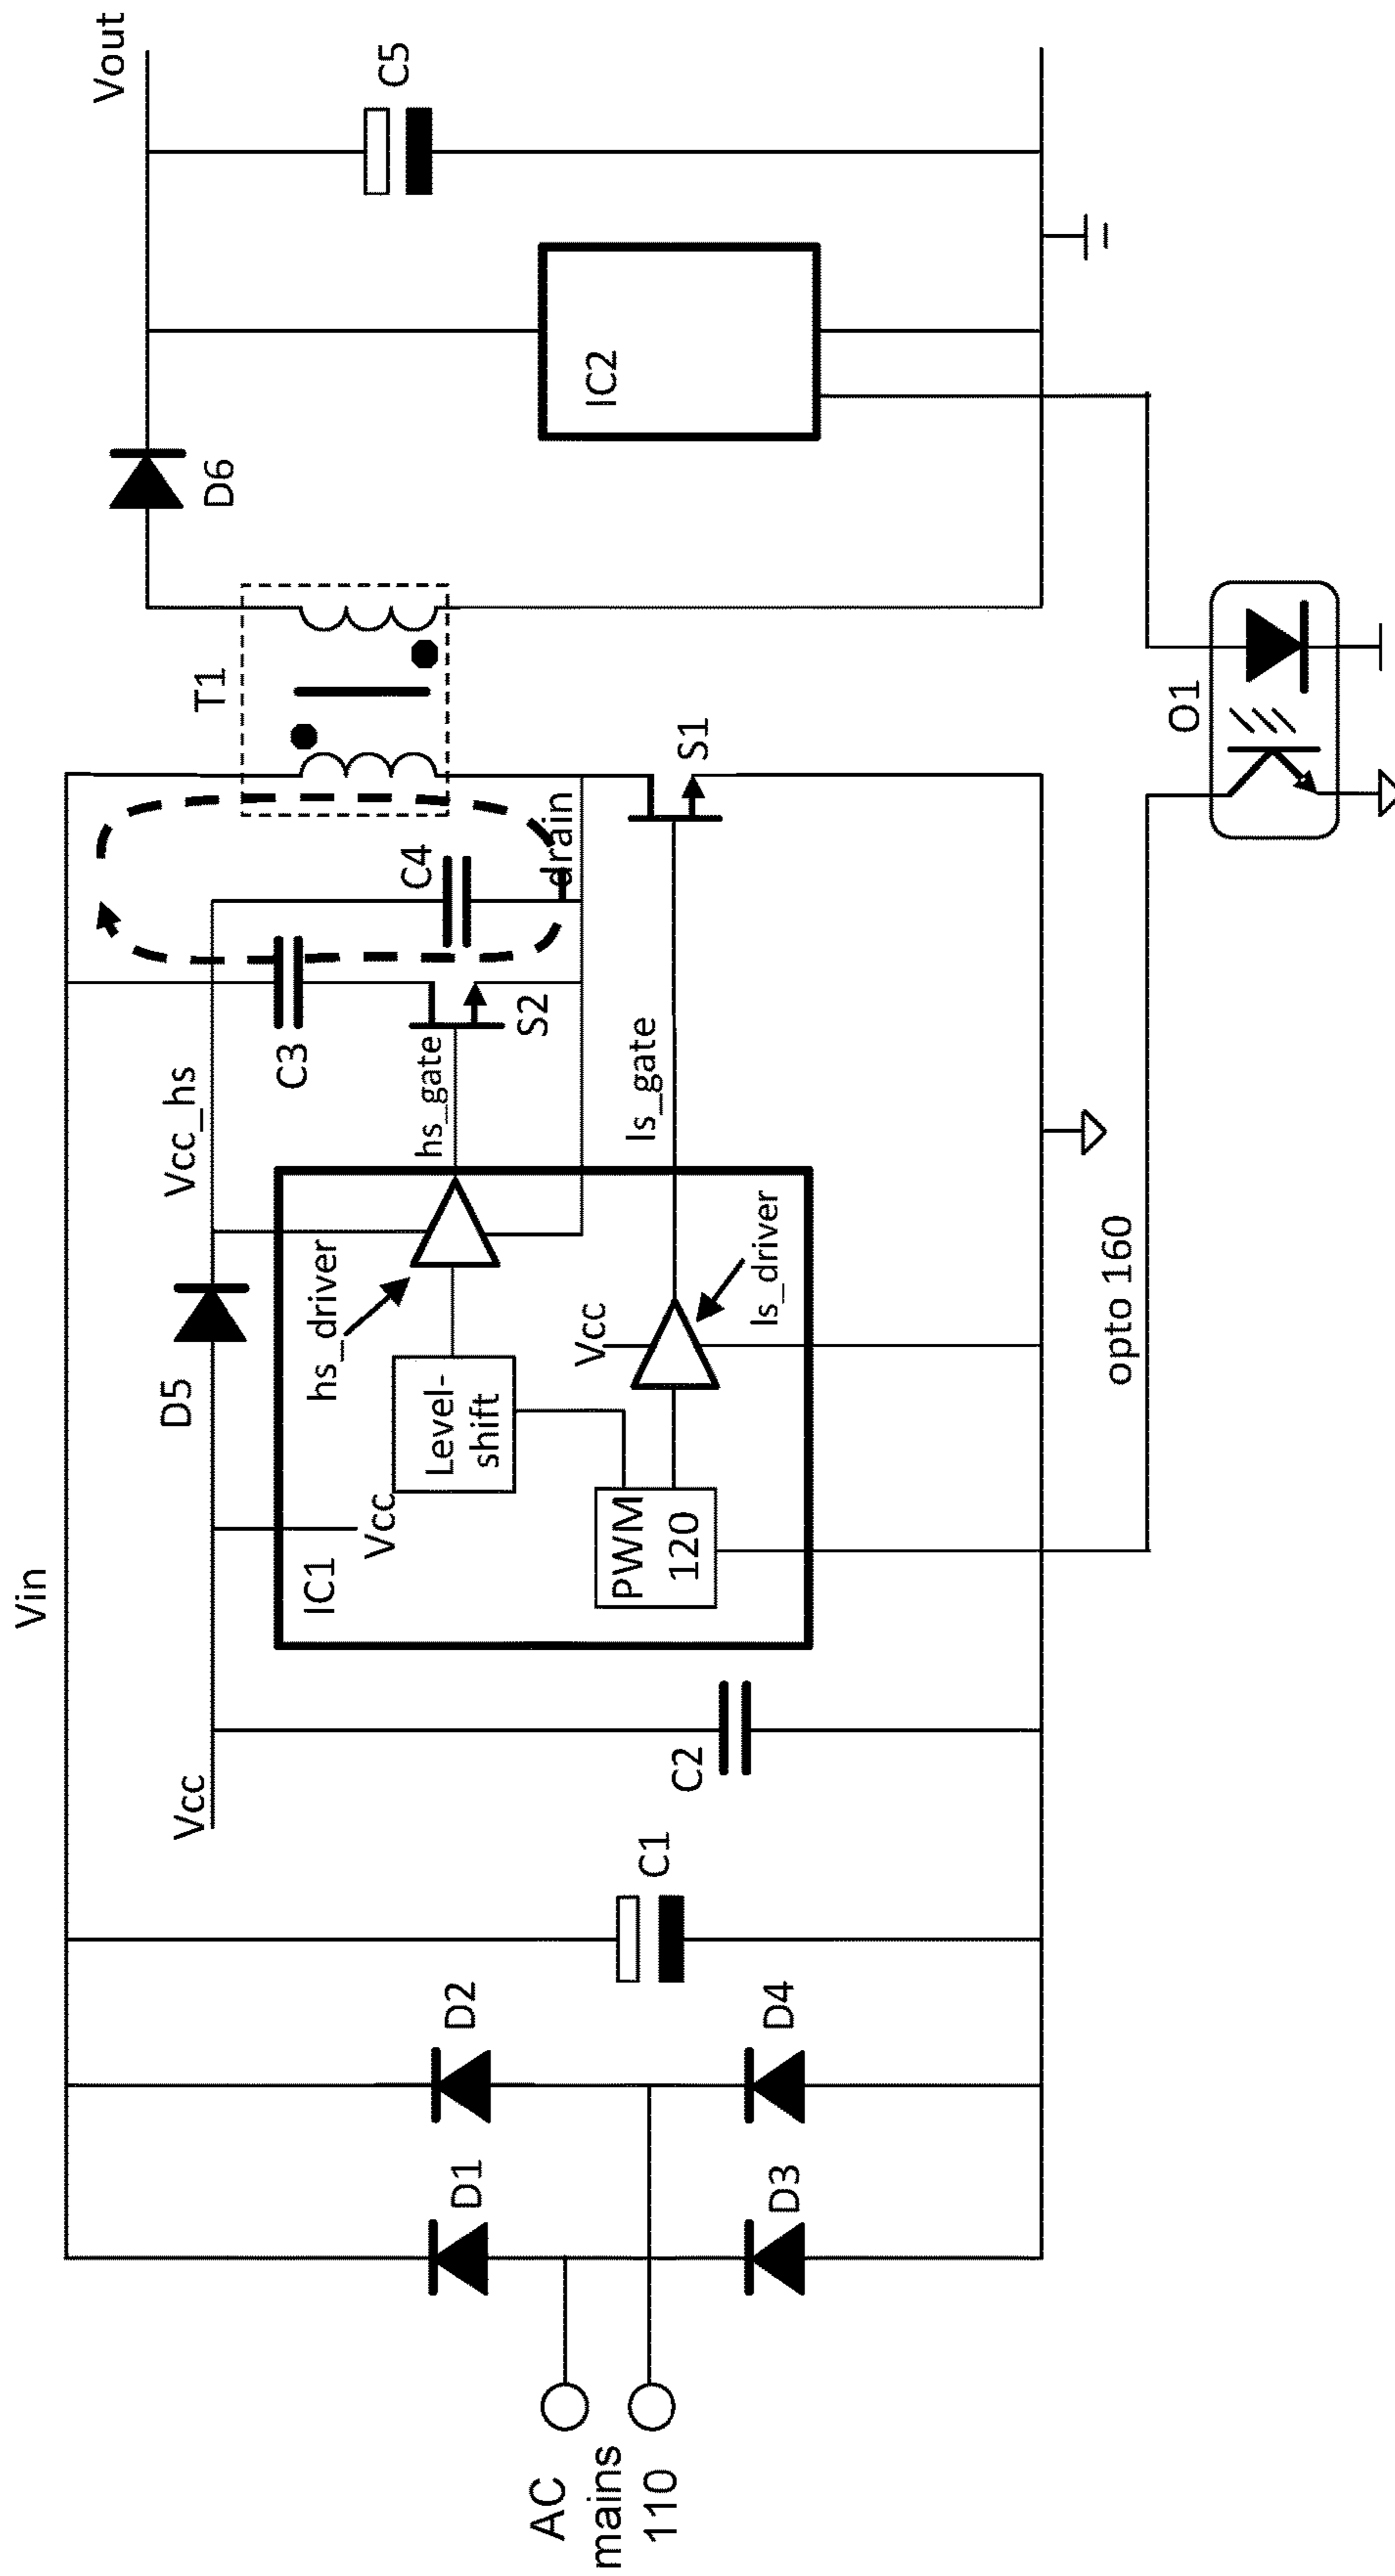 Vin
Vout
Vcc
D5
Vcc_hs
T1
D6
C5
C3
C4
IC1
Vcc
hs_driver
hs_gate
S2
drain
IC2
Level-
shift
D1
D2
C1
C2
PWM
120
Vcc
ls_driver
ls_gate
S1
AC
mains
110
D3
D4
opto 160
O1